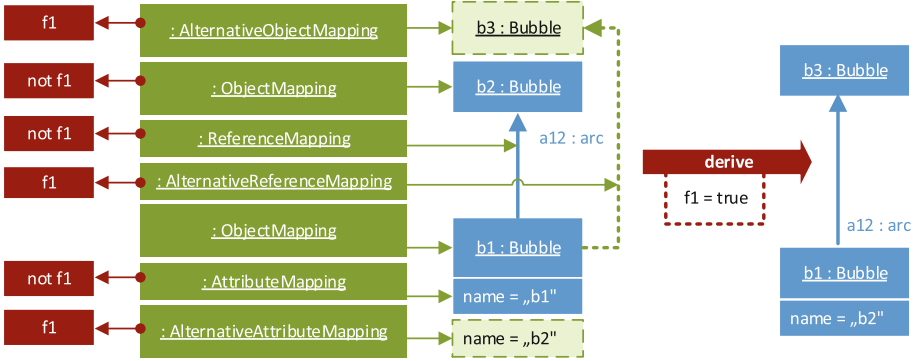 f1
: AlternativeObjectMapping
b3 : Bubble
not f1
: ObjectMapping
b2 : Bubble
b3 : Bubble
not f1
: ReferenceMapping
a12 : arc
derive
f1
: AlternativeReferenceMapping
f1 = true
: ObjectMapping
b1 : Bubble
a12 : arc
not f1
: AttributeMapping
name = „b1"
b1 : Bubble
f1
: AlternativeAttributeMapping
name = „b2"
name = „b2"